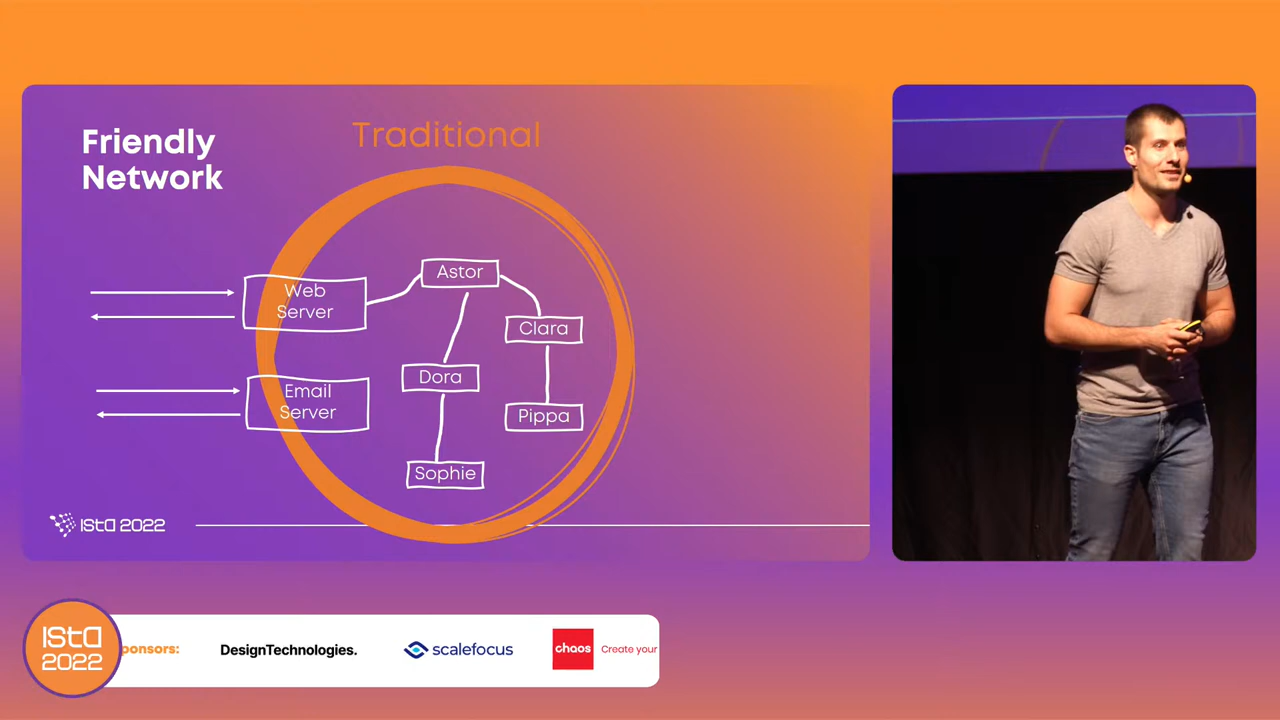 Friendly
Network
Traditional
Web
Server
Astor
Clara
Email
Server
Dora
Pippa
Sophie
ista 2022
ista
2022
ponsors:
DesignTechnologies.
scalefocus
chaos
Create your